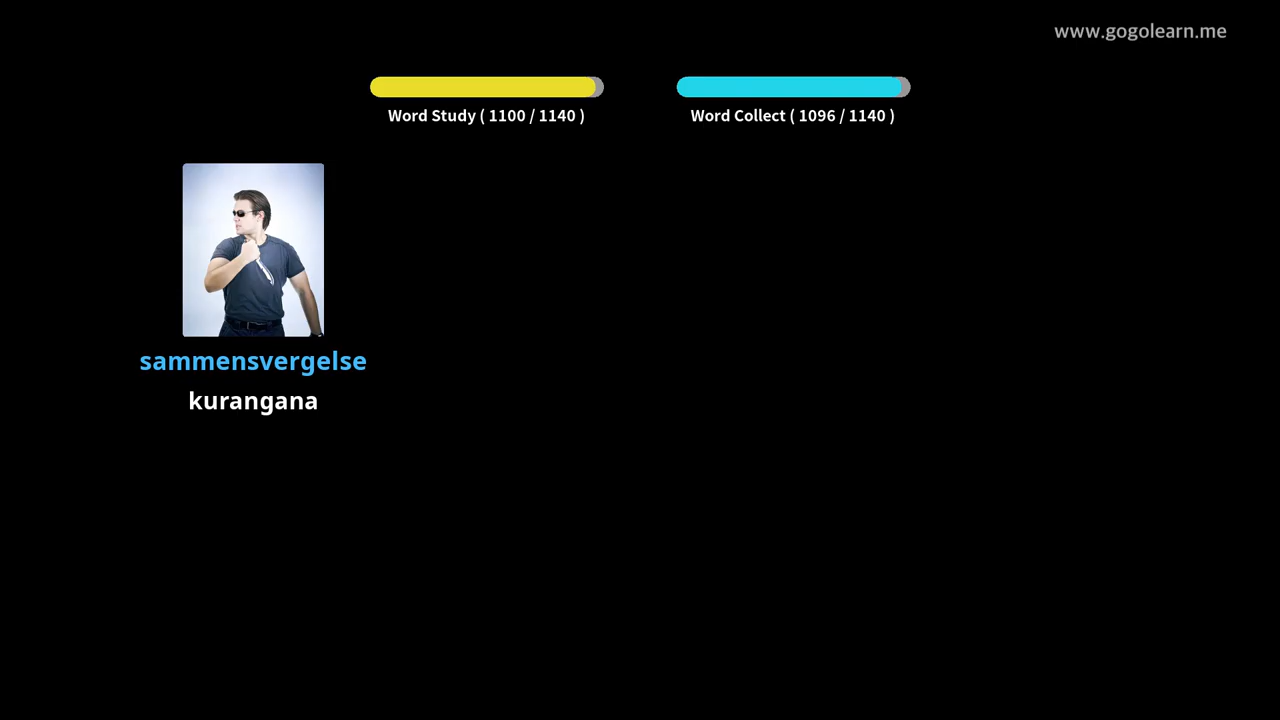 www.gogolearn.me
Word Study ( 1100 / 1140 )
Word Collect ( 1096 / 1140 )
sammensvergelse
kurangana